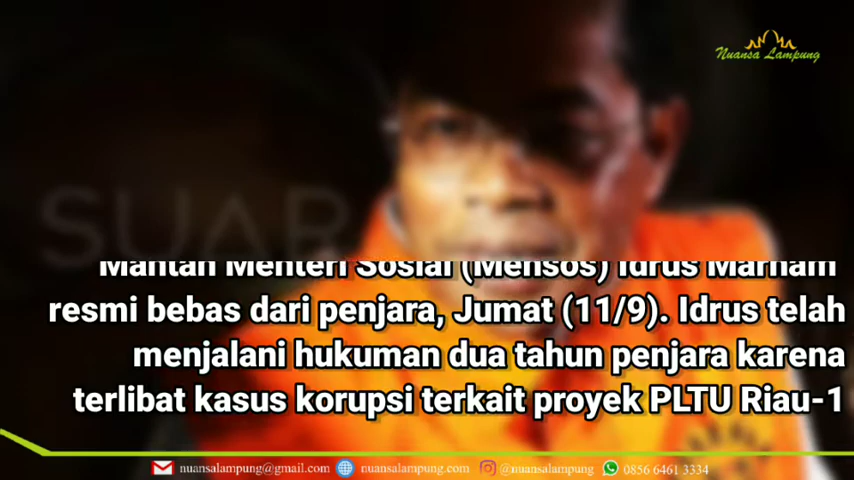 Nuansa Lampung
SUAR
Mantan Menteri Sosial (Mensos) Idrus Marham
resmi bebas dari penjara, Jumat (11/9). Idrus telah
menjalani hukuman dua tahun penjara karena
terlibat kasus korupsi terkait proyek PLTU Riau-1
nuansalampung@gmail.com nuansalampung.com @nuansalampung 0856 6461 3334